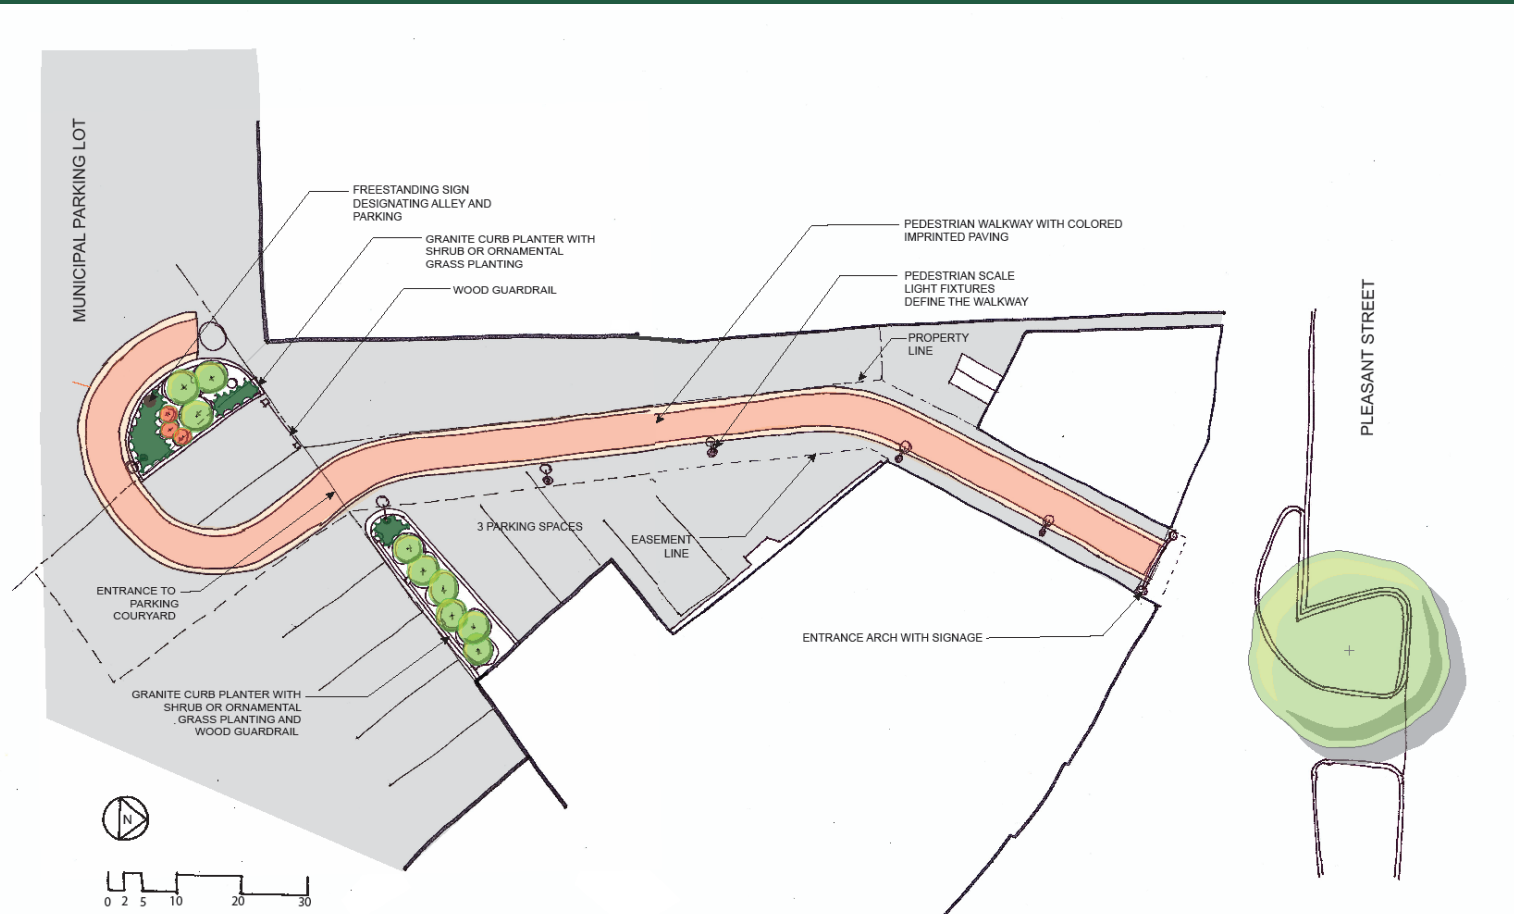 MUNICIPAL PARKING LOT
FREESTANDING SIGN
DESIGNATING ALLEY AND
PARKING
GRANITE CURB PLANTER WITH
SHRUB OR ORNAMENTAL
GRASS PLANTING
WOOD GUARDRAIL
PEDESTRIAN WALKWAY WITH COLORED
IMPRINTED PAVING
PEDESTRIAN SCALE
LIGHT FIXTURES
DEFINE THE WALKWAY
PROPERTY
LINE
PLEASANT STREET
3 PARKING SPACES
EASEMENT
LINE
ENTRANCE TO
PARKING
COURYARD
ENTRANCE ARCH WITH SIGNAGE
GRANITE CURB PLANTER WITH
SHRUB OR ORNAMENTAL
GRASS PLANTING AND
WOOD GUARDRAIL
N
0 2 5 10 20 30